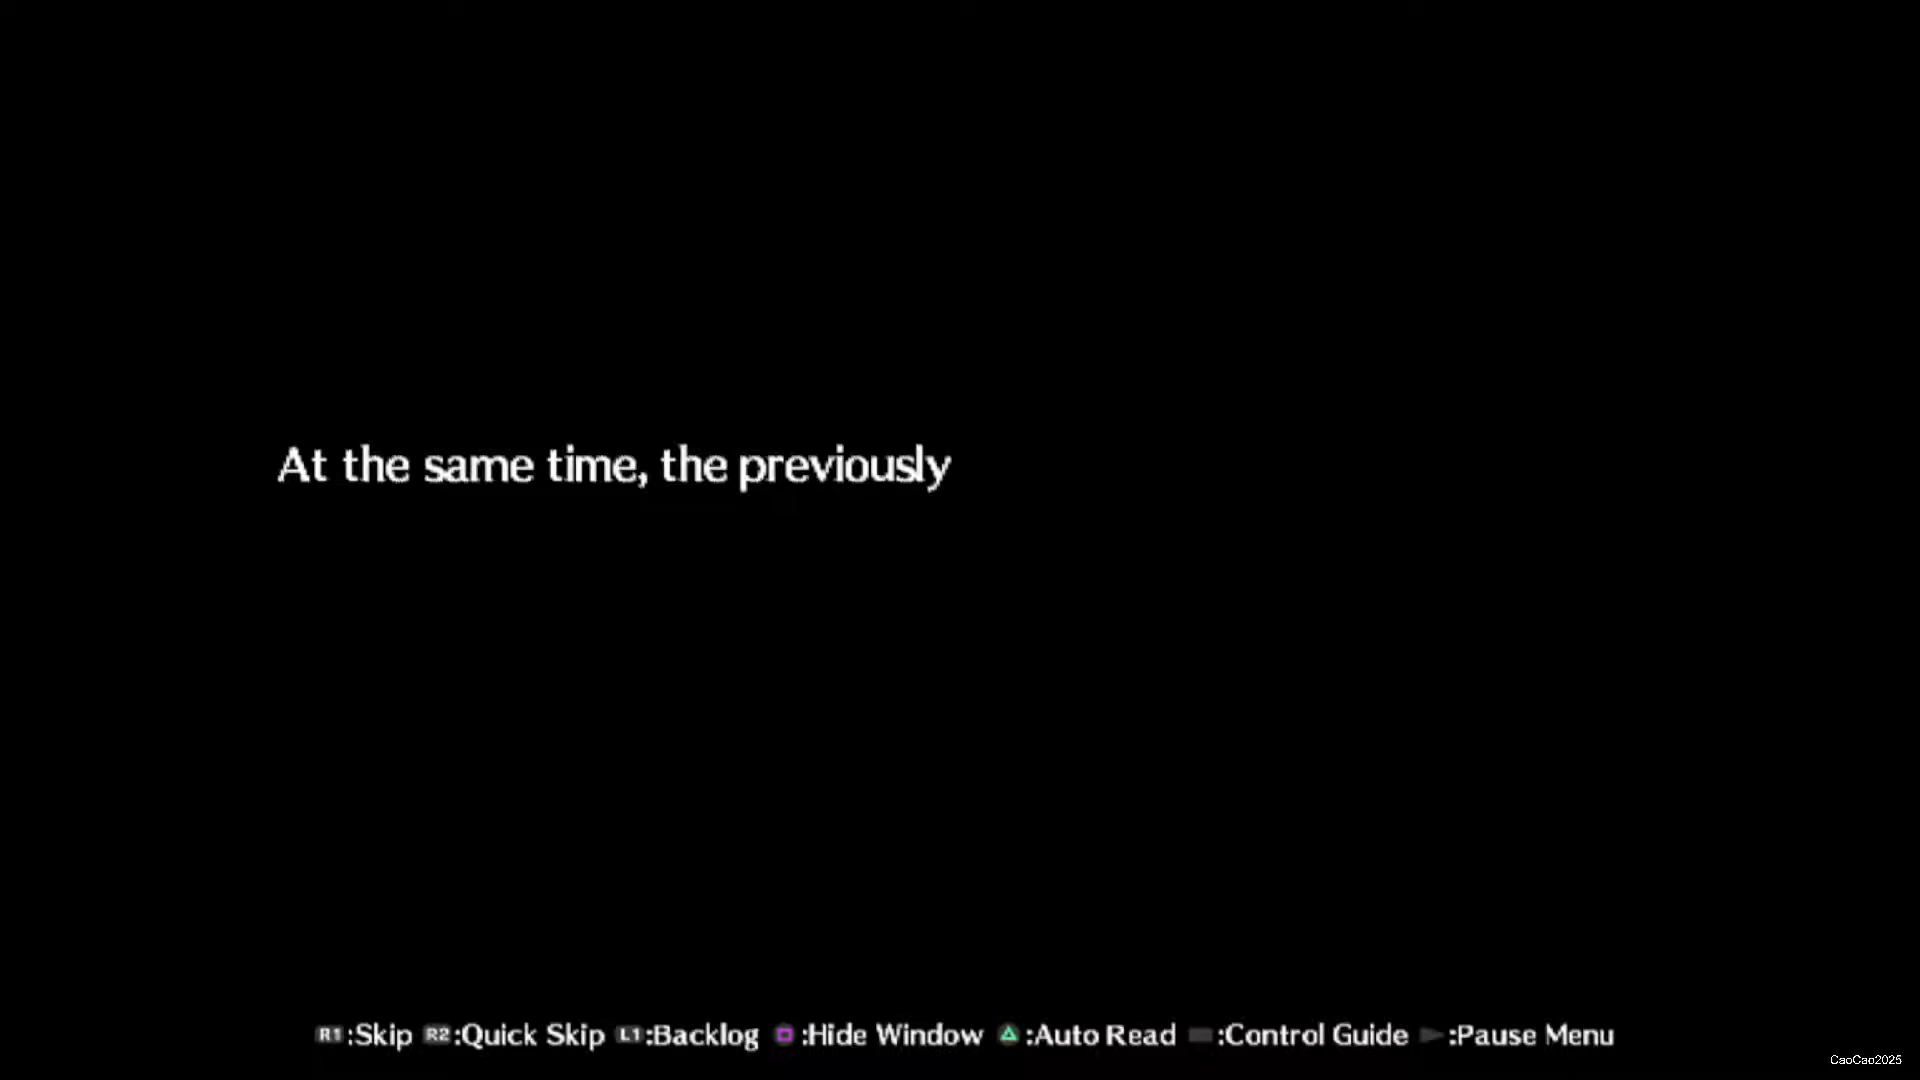 At the same time, the previously
R1:Skip R2:Quick Skip L1:Backlog :Hide Window :Auto Read :Control Guide :Pause Menu
CaoCao2025